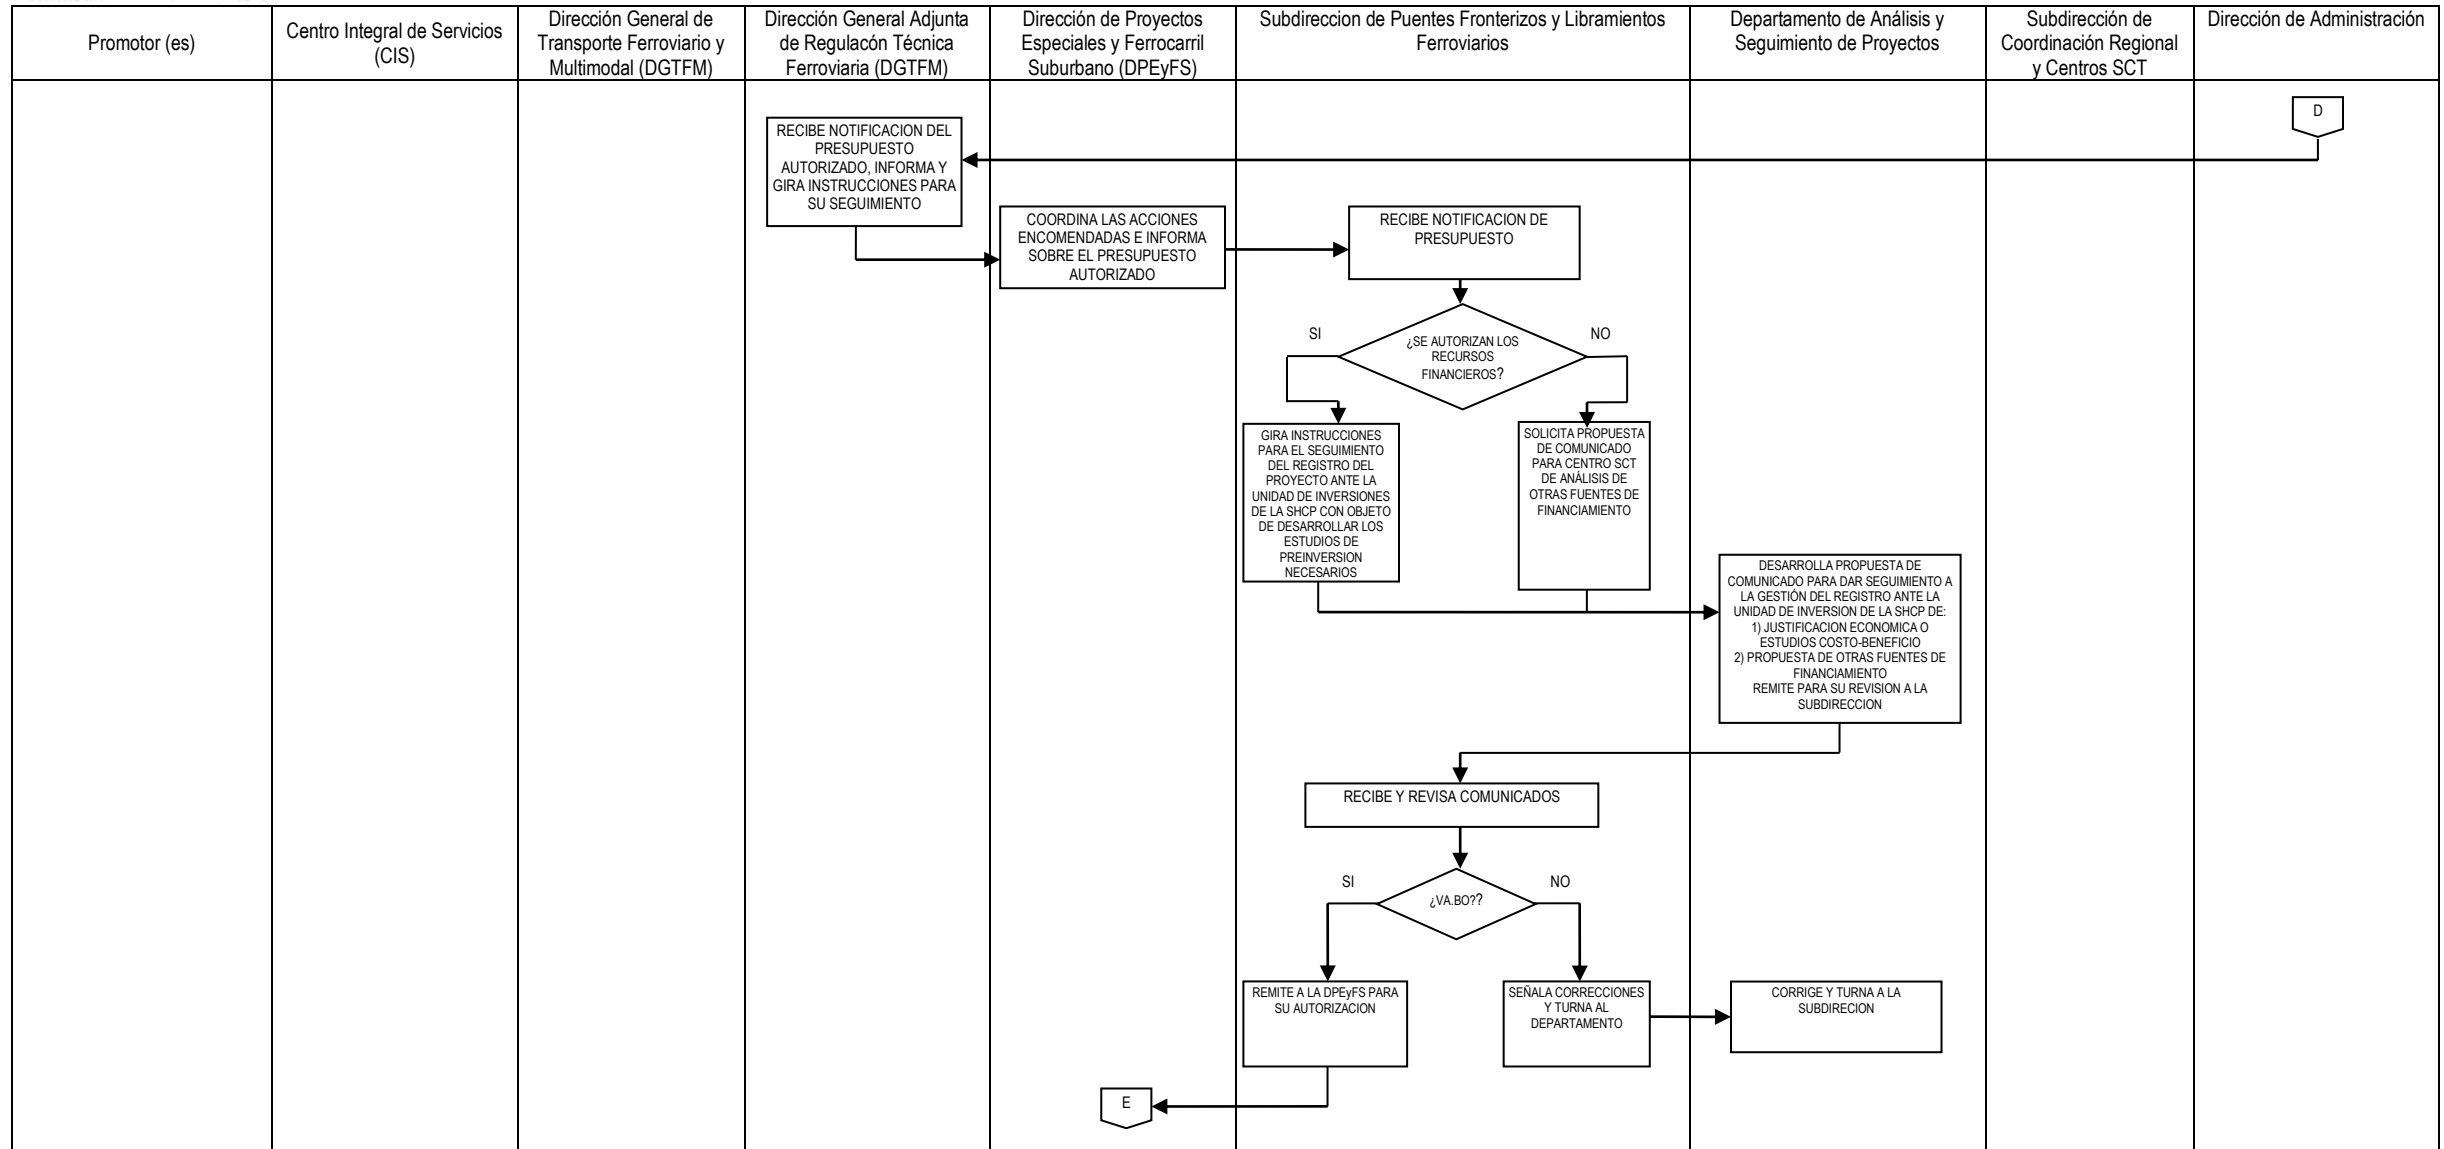 Promotor (es)
Centro Integral de Servicios
(CIS)
Dirección General de
Transporte Ferroviario y
Multimodal (DGTFM)
Dirección General Adjunta
de Regulacón Técnica
Ferroviaria (DGTFM)
Dirección de Proyectos
Especiales y Ferrocarril
Suburbano (DPEyFS)
Subdireccion de Puentes Fronterizos y Libramientos
Ferroviarios
Departamento de Análisis y
Seguimiento de Proyectos
Subdirección de
Coordinación Regional
y Centros SCT
Dirección de Administración
D
RECIBE NOTIFICACION DEL
PRESUPUESTO
AUTORIZADO, INFORMA Y
GIRA INSTRUCCIONES PARA
SU SEGUIMIENTO
COORDINA LAS ACCIONES
ENCOMENDADAS E INFORMA
SOBRE EL PRESUPUESTO
AUTORIZADO
RECIBE NOTIFICACION DE
PRESUPUESTO
SI
NO
¿SE AUTORIZAN LOS
RECURSOS
FINANCIEROS?
GIRA INSTRUCCIONES
PARA EL SEGUIMIENTO
DEL REGISTRO DEL
PROYECTO ANTE LA
UNIDAD DE INVERSIONES
DE LA SHCP CON OBJETO
DE DESARROLLAR LOS
ESTUDIOS DE
PREINVERSION
NECESARIOS
SOLICITA PROPUESTA
DE COMUNICADO
PARA CENTRO SCT
DE ANÁLISIS DE
OTRAS FUENTES DE
FINANCIAMIENTO
DESARROLLA PROPUESTA DE
COMUNICADO PARA DAR SEGUIMIENTO A
LA GESTIÓN DEL REGISTRO ANTE LA
UNIDAD DE INVERSION DE LA SHCP DE:
1) JUSTIFICACION ECONOMICA O
ESTUDIOS COSTO-BENEFICIO
2) PROPUESTA DE OTRAS FUENTES DE
FINANCIAMIENTO
REMITE PARA SU REVISION A LA
SUBDIRECCION
RECIBE Y REVISA COMUNICADOS
SI
NO
¿VA.BO??
REMITE A LA DPEyFS PARA
SU AUTORIZACION
SEÑALA CORRECCIONES
Y TURNA AL
DEPARTAMENTO
CORRIGE Y TURNA A LA
SUBDIRECION
E